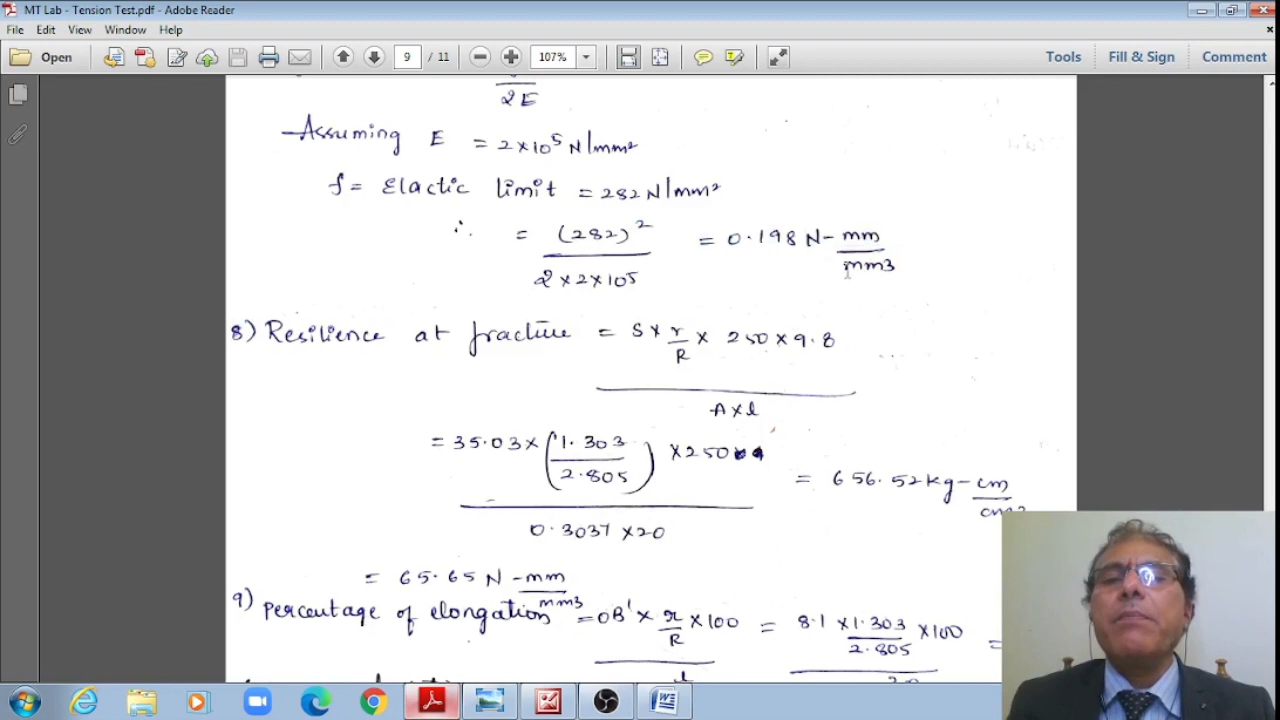 MT Lab - Tension Test.pdf - Adobe Reader
File Edit View Window Help
Open 9 / 11 107% Tools Fill & Sign Comment
2E
Assuming E = 2×10⁵ N/mm²
f = Elactic limit = 282 N/mm²
∴ = (282)² / 2×2×10⁵ = 0.198 N- mm/mm3
8) Resilience at fracture = S × r/R × 250 × 9.8
A×l
= 35.03 × (1.303/2.805) × 250
0.3037 × 20
= 656.52 kg-cm
= 65.65 N-mm/mm3
9) percentage of elongation = OB' × r/R × 100 = 8.1 × 1.303/2.805 × 100 =